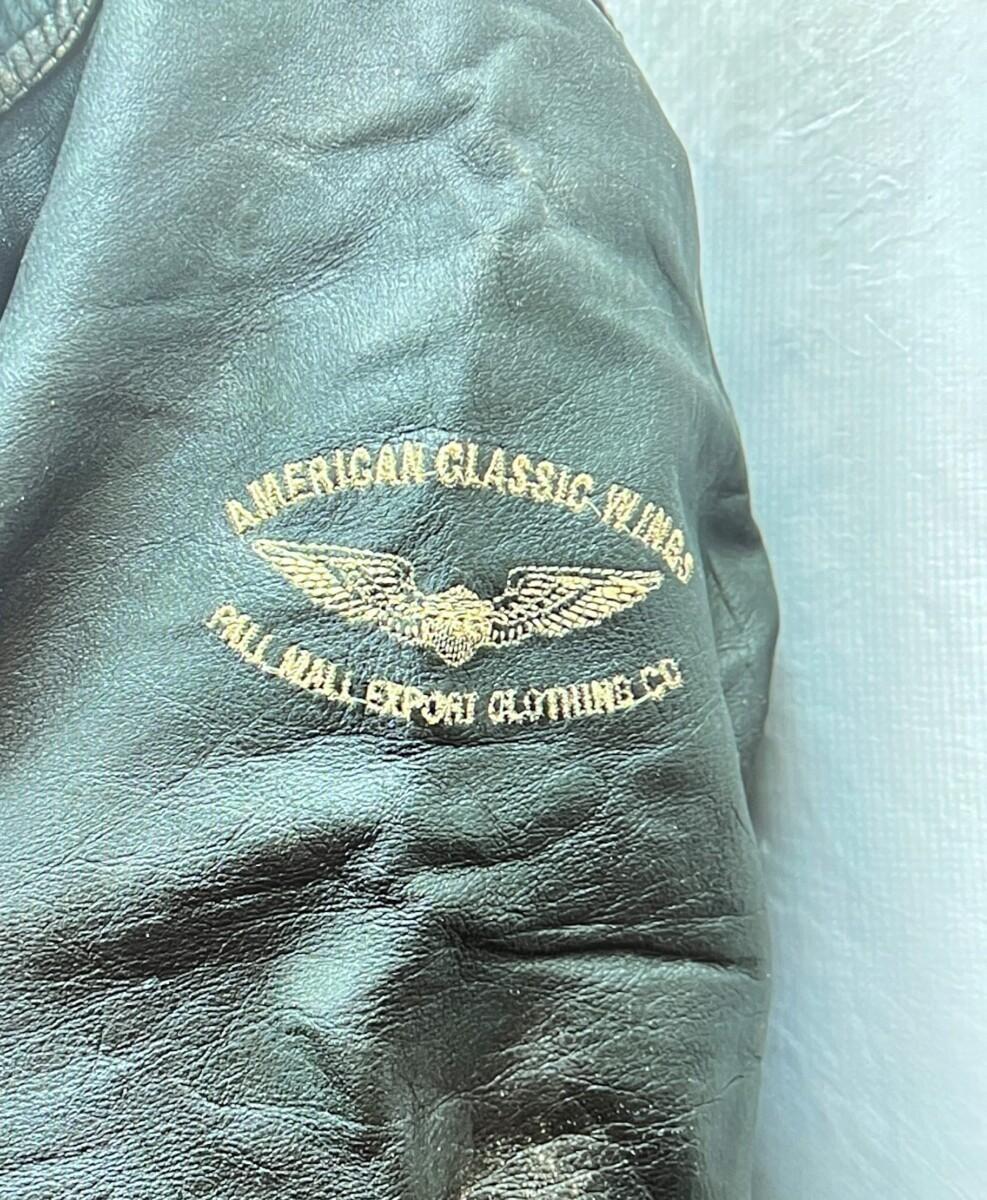 AMERICAN CLASSIC WINGS
PALL MALL EXPORT CLOTHING CO